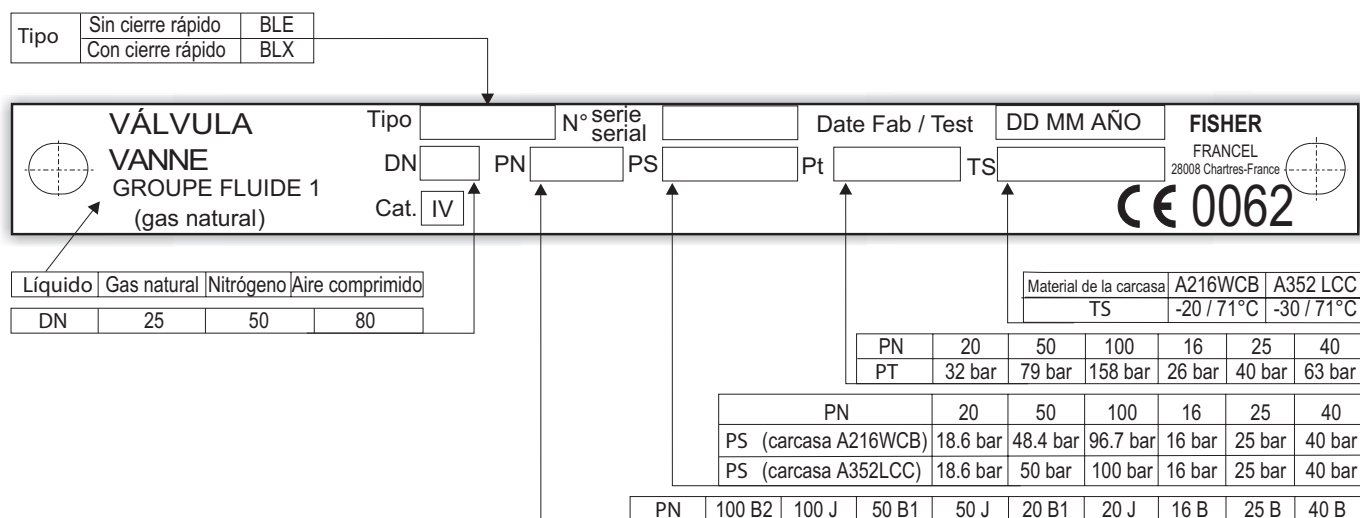 Tipo Sin cierre rápido BLE
Con cierre rápido BLX
VÁLVULA Tipo N° serie serial Date Fab / Test DD MM AÑO FISHER
VANNE DN PN PS Pt TS FRANCEL
GROUPE FLUIDE 1 28008 Chartres-France
(gas natural) Cat. IV CE 0062
Líquido Gas natural Nitrógeno Aire comprimido
DN 25 50 80
Material de la carcasa A216WCB A352 LCC
TS -20 / 71°C -30 / 71°C
PN 20 50 100 16 25 40
PT 32 bar 79 bar 158 bar 26 bar 40 bar 63 bar
PN 20 50 100 16 25 40
PS (carcasa A216WCB) 18.6 bar 48.4 bar 96.7 bar 16 bar 25 bar 40 bar
PS (carcasa A352LCC) 18.6 bar 50 bar 100 bar 16 bar 25 bar 40 bar
PN 100 B2 100 J 50 B1 50 J 20 B1 20 J 16 B 25 B 40 B